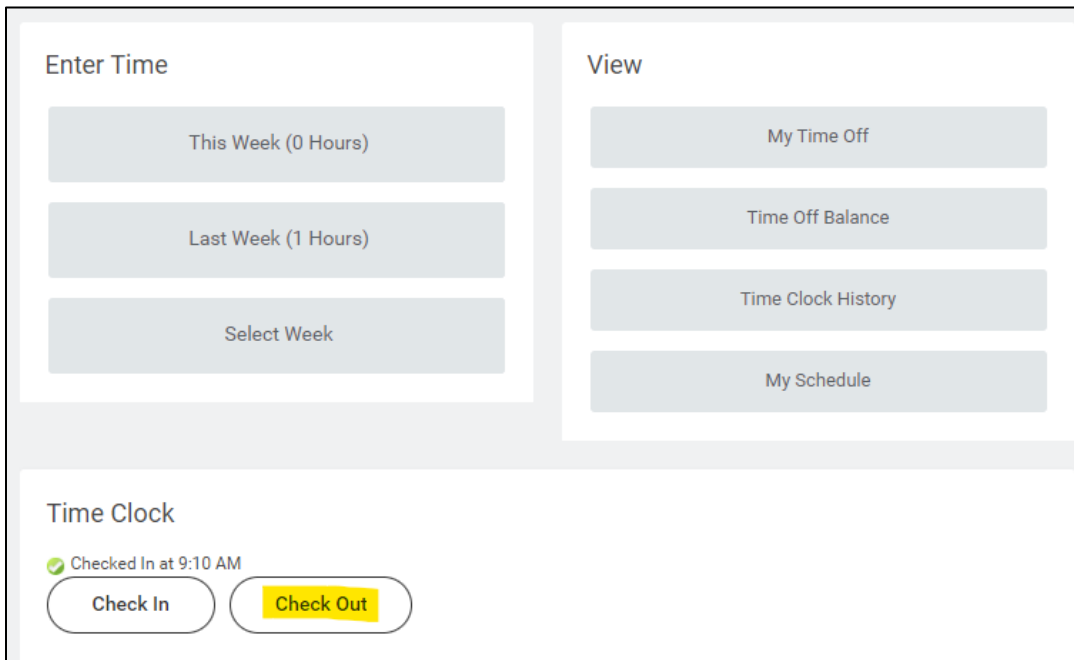 Enter Time
This Week (0 Hours)
Last Week (1 Hours)
Select Week
View
My Time Off
Time Off Balance
Time Clock History
My Schedule
Time Clock
Checked In at 9:10 AM
Check In
Check Out